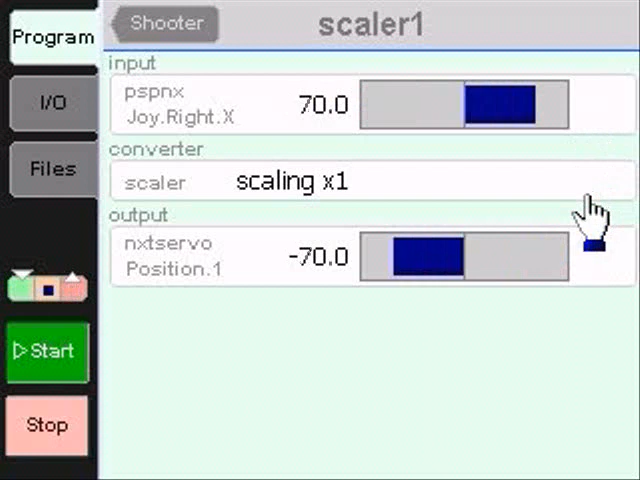 Program
Shooter
scaler1
input
pspnx
Joy.Right.X
70.0
I/O
converter
scaler
scaling x1
Files
output
nxtservo
Position.1
-70.0
Start
Stop